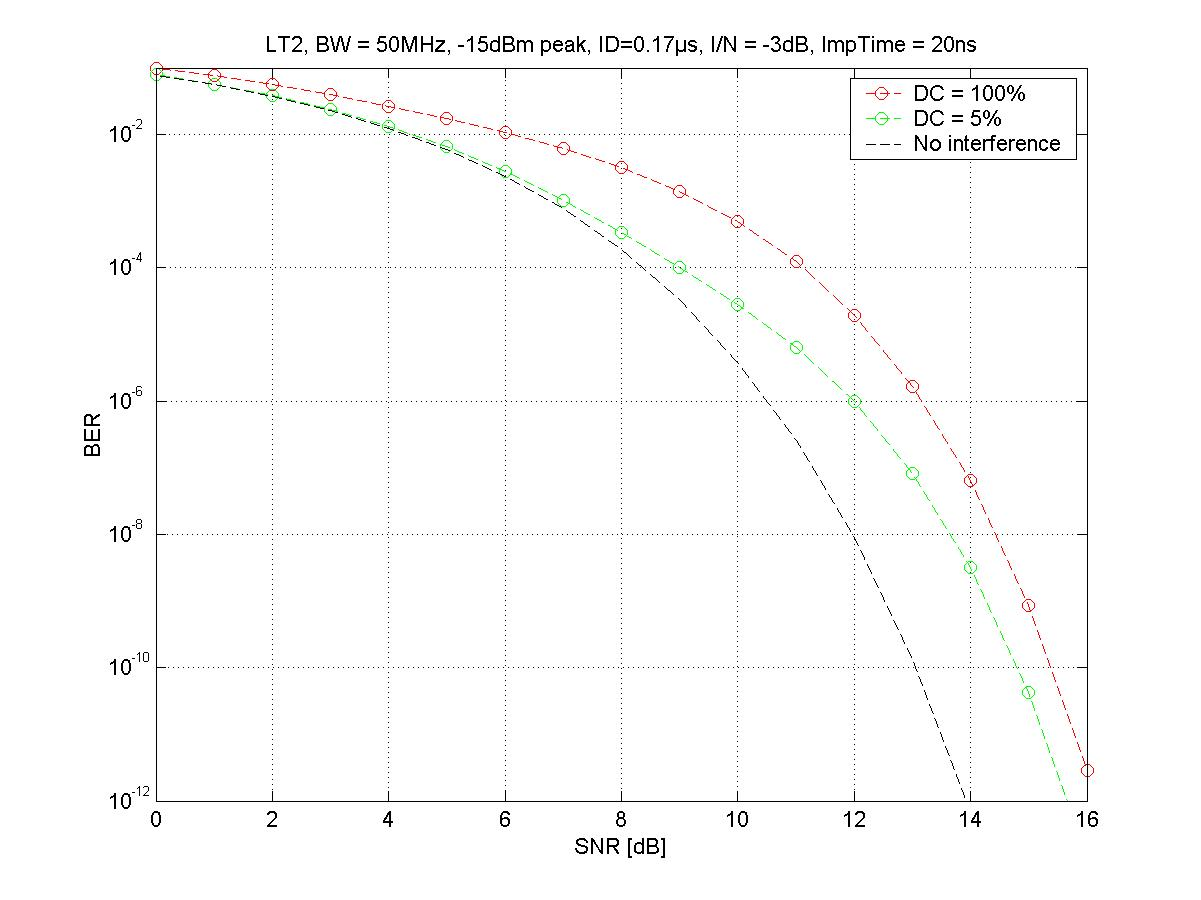 LT2, BW = 50MHz, -15dBm peak, ID=0.17µs, I/N = -3dB, ImpTime = 20ns
DC = 100%
DC = 5%
No interference
10^-2
10^-4
10^-6
10^-8
10^-10
10^-12
BER
0 2 4 6 8 10 12 14 16
SNR [dB]